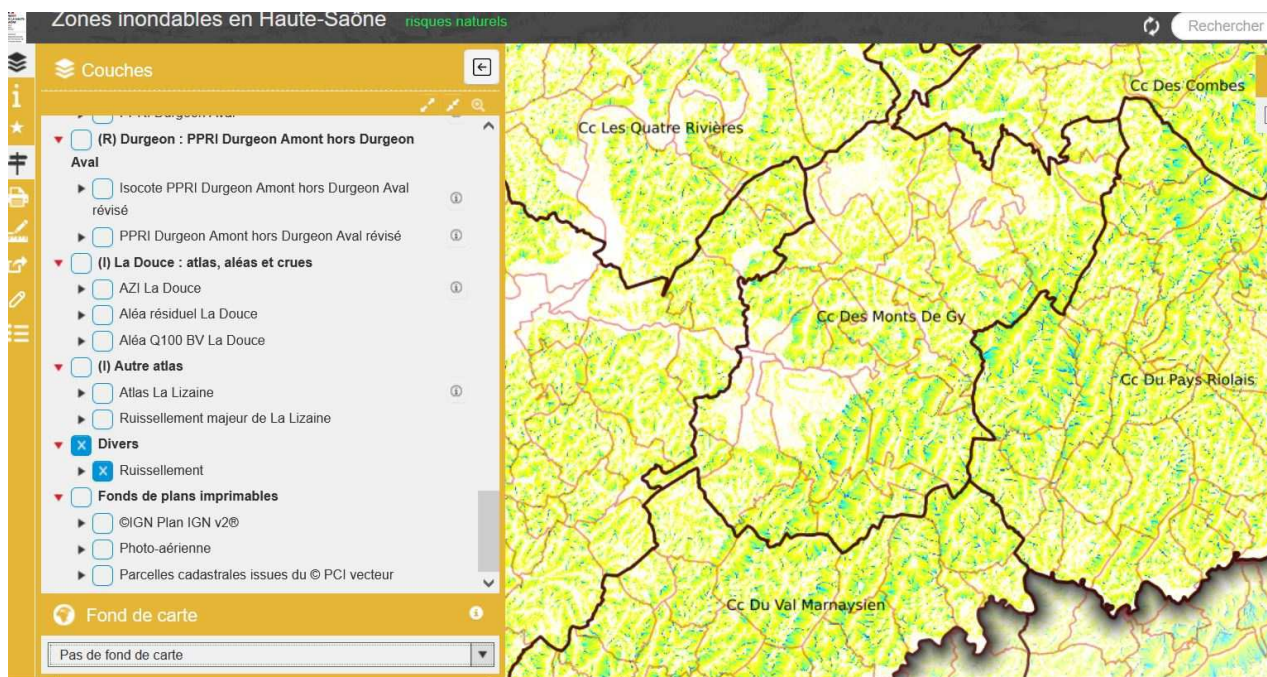 Zones inondables en Haute-Saône risques naturels
Rechercher
Couches
PPRI Durgeon Aval
(R) Durgeon : PPRI Durgeon Amont hors Durgeon
Aval
Isocote PPRI Durgeon Amont hors Durgeon Aval
révisé
PPRI Durgeon Amont hors Durgeon Aval révisé
(I) La Douce : atlas, aléas et crues
AZI La Douce
Aléa résiduel La Douce
Aléa Q100 BV La Douce
(I) Autre atlas
Atlas La Lizaine
Ruissellement majeur de La Lizaine
Divers
Ruissellement
Fonds de plans imprimables
©IGN Plan IGN v2®
Photo-aérienne
Parcelles cadastrales issues du © PCI vecteur
Fond de carte
Pas de fond de carte
Cc Des Combes
Cc Les Quatre Rivières
Cc Des Monts De Gy
Cc Du Pays Riolais
Cc Du Val Marnaysien